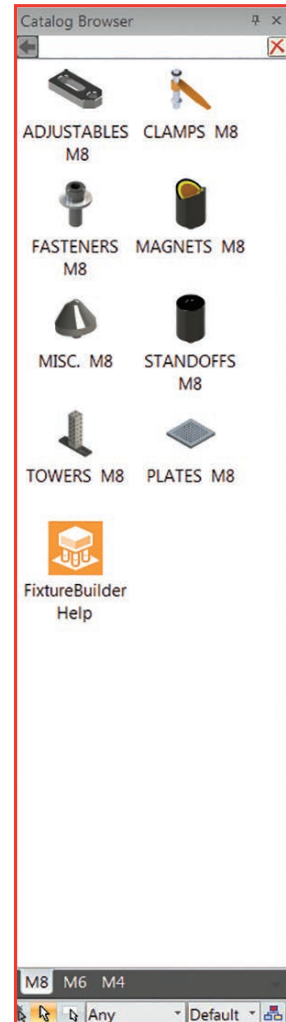 Catalog Browser
ADJUSTABLES CLAMPS M8
M8
FASTENERS MAGNETS M8
M8
MISC. M8 STANDOFFS
M8
TOWERS M8 PLATES M8
FixtureBuilder
Help
M8 M6 M4
Any Default